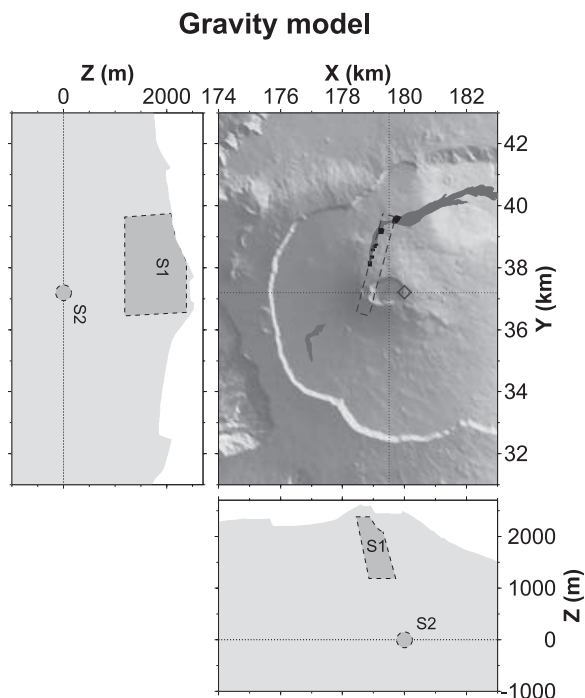 Gravity model
Z (m)
X (km)
0 2000 174 176 178 180 182
S1
S2
42
40
38
36
34
32
Y (km)
S1
S2
2000
1000
0
-1000
Z (m)